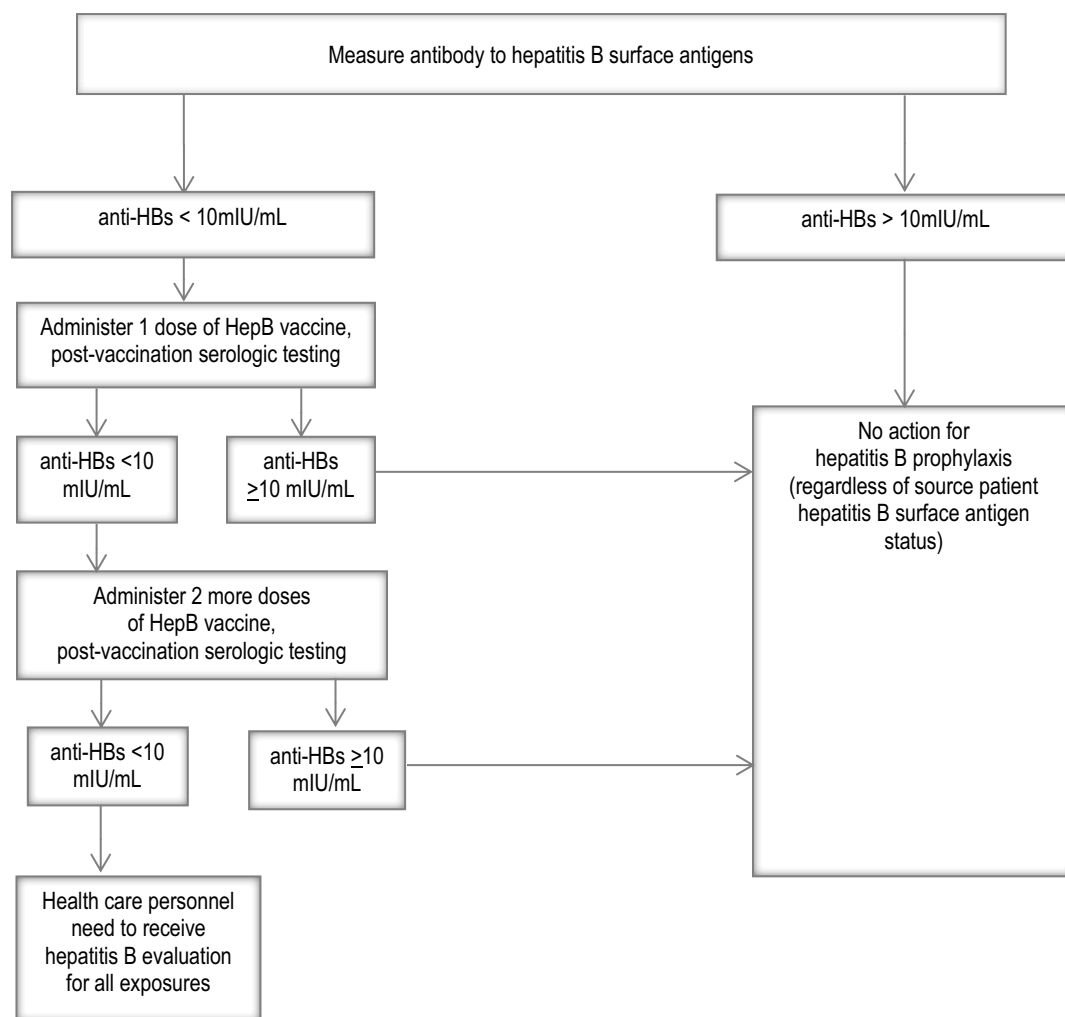 Measure antibody to hepatitis B surface antigens
anti-HBs < 10mIU/mL
anti-HBs > 10mIU/mL
Administer 1 dose of HepB vaccine,
post-vaccination serologic testing
anti-HBs <10
mIU/mL
anti-HBs
≥10 mIU/mL
No action for
hepatitis B prophylaxis
(regardless of source patient
hepatitis B surface antigen
status)
Administer 2 more doses
of HepB vaccine,
post-vaccination serologic testing
anti-HBs <10
mIU/mL
anti-HBs ≥10
mIU/mL
Health care personnel
need to receive
hepatitis B evaluation
for all exposures